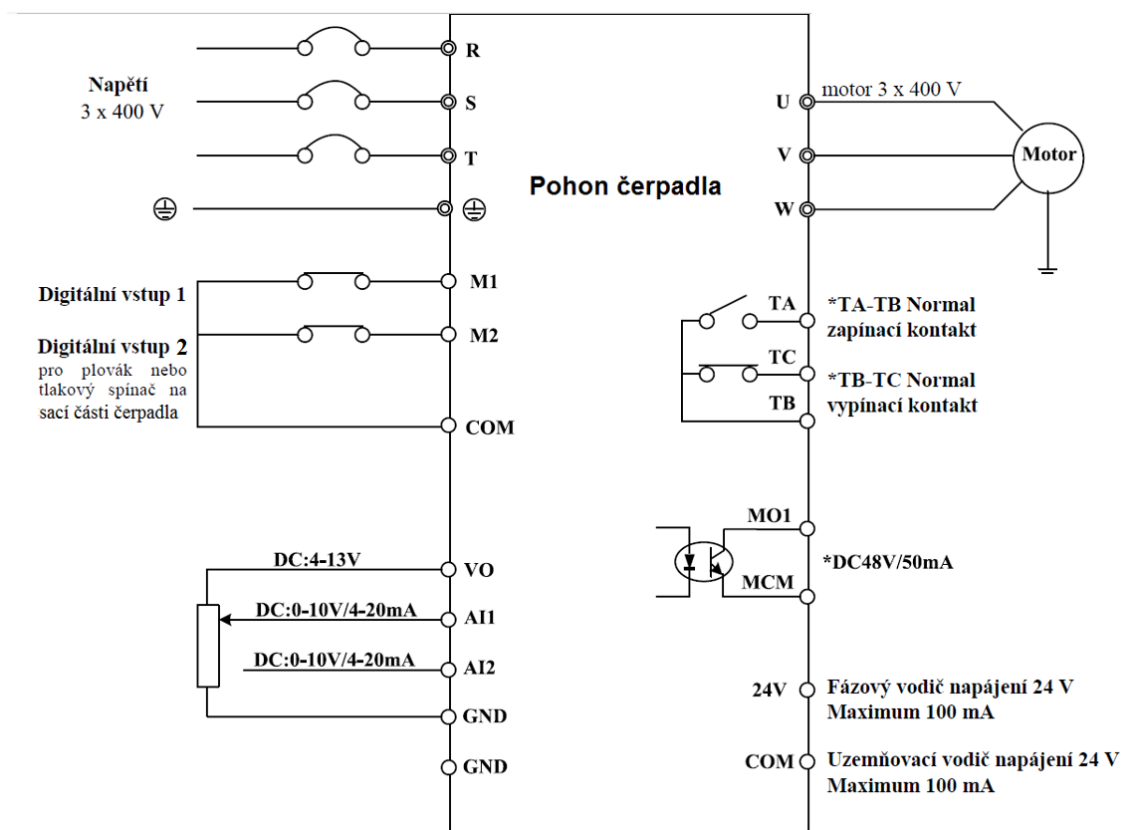 R
Napětí
3 x 400 V
S
T
Digitální vstup 1
M1
Digitální vstup 2
pro plovák nebo
tlakový spínač na
sací části čerpadla
M2
COM
DC:4-13V
VO
DC:0-10V/4-20mA
AI1
DC:0-10V/4-20mA
AI2
GND
GND
Pohon čerpadla
U
motor 3 x 400 V
V
Motor
W
TA
*TA-TB Normal
zapínací kontakt
TC
*TB-TC Normal
vypínací kontakt
TB
MO1
*DC48V/50mA
MCM
24V
Fázový vodič napájení 24 V
Maximum 100 mA
COM
Uzemňovací vodič napájení 24 V
Maximum 100 mA